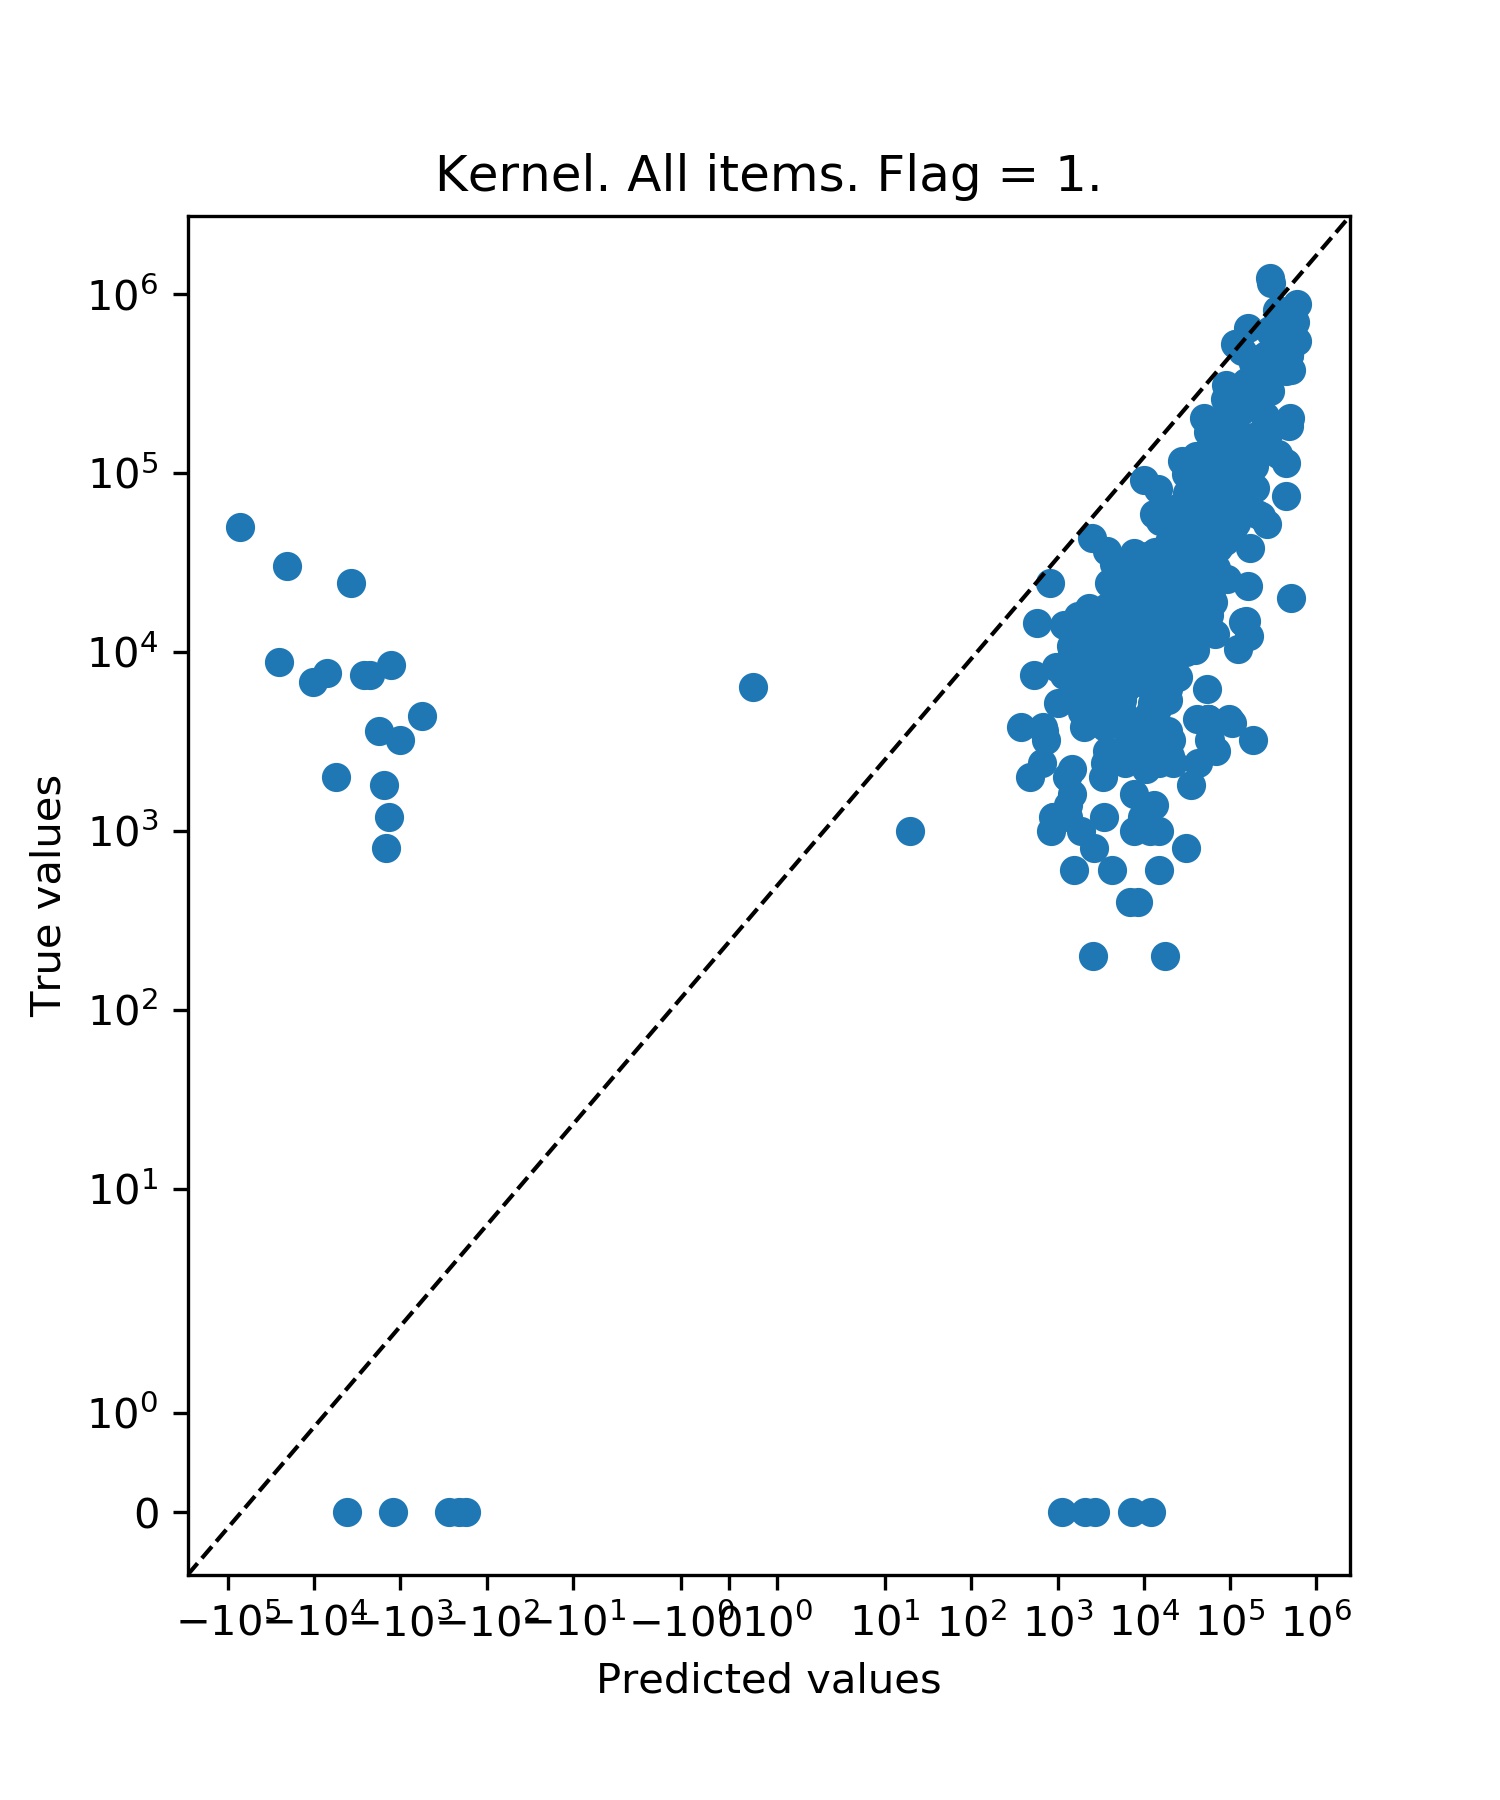 Kernel. All items. Flag = 1.
10⁶
10⁵
10⁴
10³
10²
10¹
10⁰
0
True values
−10⁵ −10⁴ −10³ −10² −10¹ −10⁰ 0 10⁰ 10¹ 10² 10³ 10⁴ 10⁵ 10⁶
Predicted values